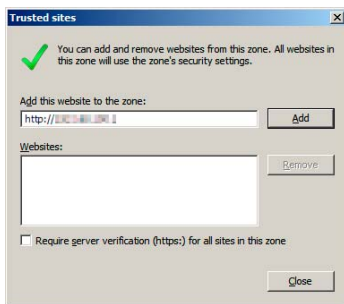 Trusted sites
You can add and remove websites from this zone. All websites in
this zone will use the zone's security settings.
Add this website to the zone:
http://
Add
Websites:
Remove
Require server verification (https:) for all sites in this zone
Close